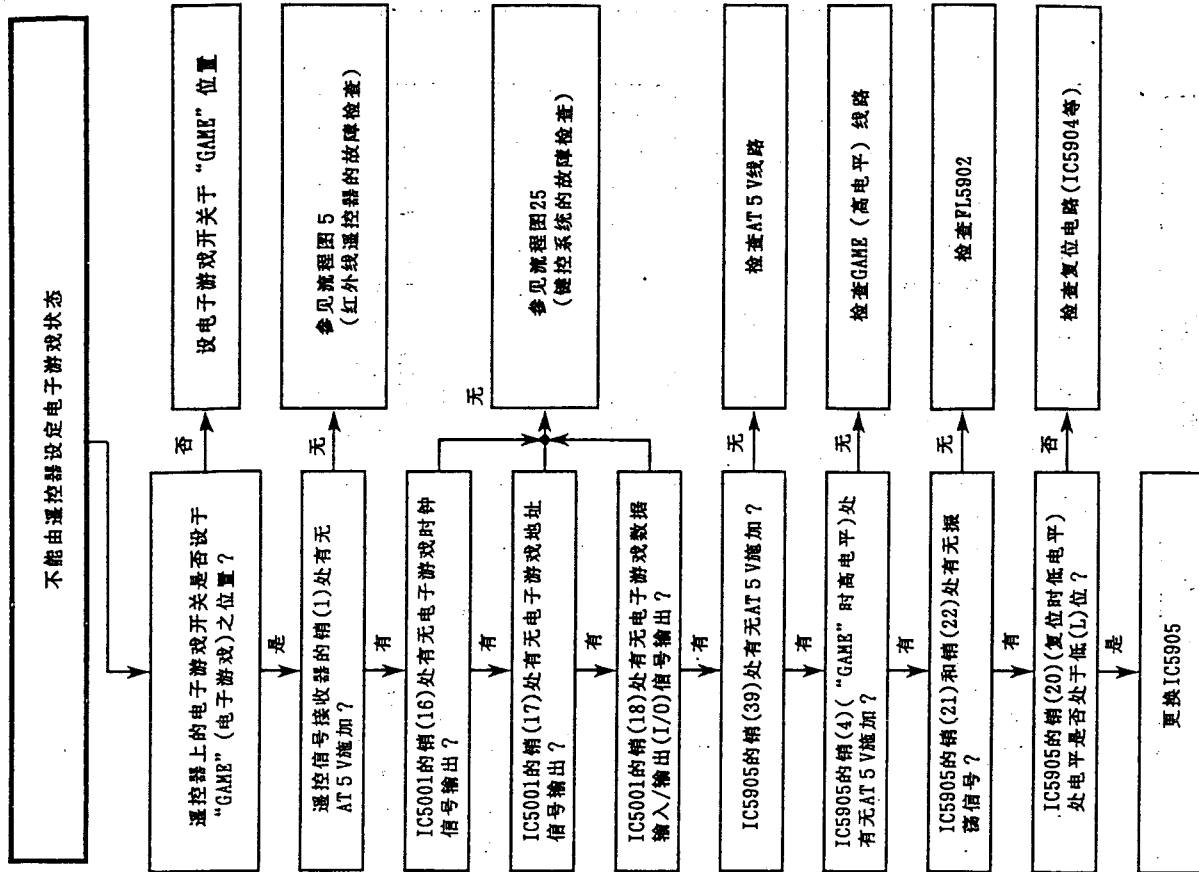 不能由遥控器设定电子游戏状态
遥控器上的电子游戏开关是否设于
“GAME”(电子游戏)之位置?
否
设电子游戏开关于“GAME”位置
是
遥控信号接收器的销(1)处有无
AT 5 V施加?
无
参见流程图5
(红外线遥控器的故障检查)
有
IC5001的销(16)处有无电子游戏时钟
信号输出?
有
IC5001的销(17)处有无电子游戏地址
信号输出?
无
参见流程图25
(键控系统的故障检查)
有
IC5001的销(18)处有无电子游戏数据
输入/输出(I/O)信号输出?
有
IC5905的销(39)处有无AT 5 V施加?
无
检查AT 5 V线路
有
IC5905的销(4)(“GAME”时高电平)处
有无AT 5 V施加?
无
检查GAME(高电平)线路
有
IC5905的销(21)和销(22)处有无振
荡信号?
无
检查FL5902
有
IC5905的销(20)(复位时低电平)
处电平是否处于低(L)位?
否
检查复位电路(IC5904等)
是
更换IC5905